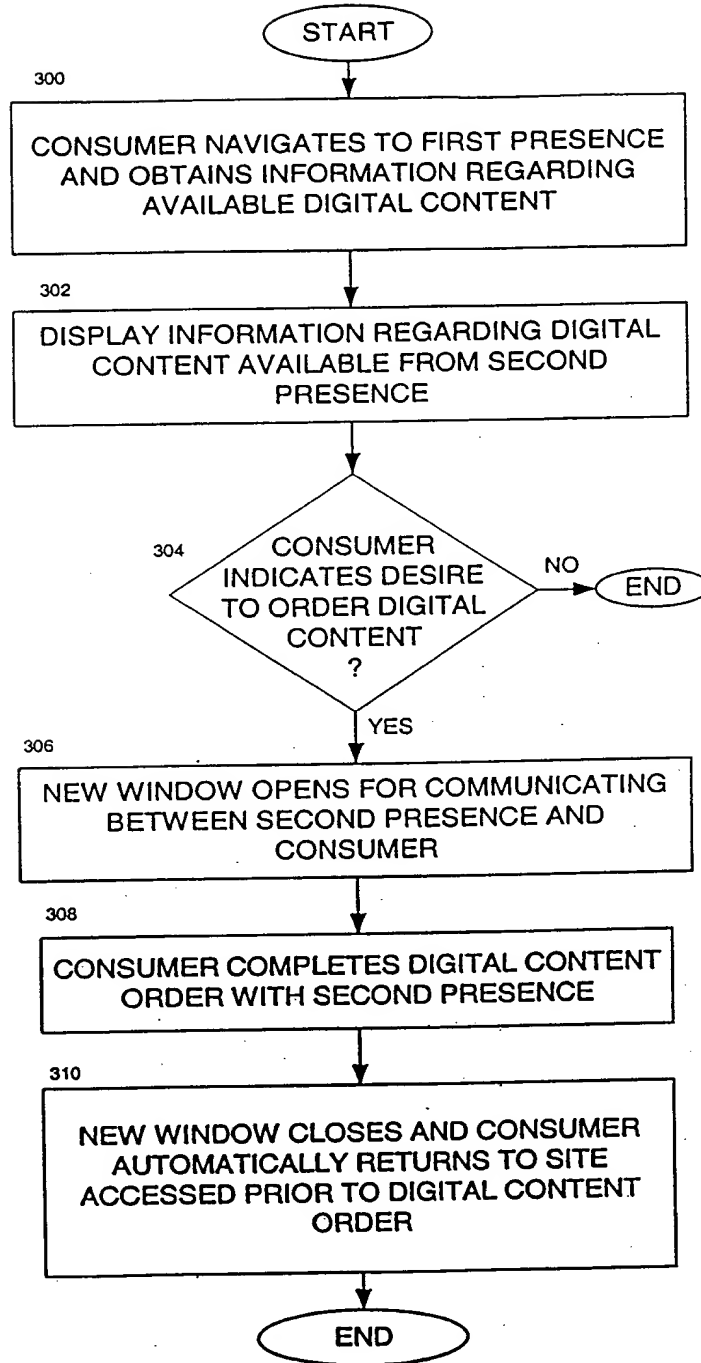 START
300
CONSUMER NAVIGATES TO FIRST PRESENCE
AND OBTAINS INFORMATION REGARDING
AVAILABLE DIGITAL CONTENT
302
DISPLAY INFORMATION REGARDING DIGITAL
CONTENT AVAILABLE FROM SECOND
PRESENCE
304
CONSUMER
INDICATES DESIRE
TO ORDER DIGITAL
CONTENT
?
NO
END
YES
306
NEW WINDOW OPENS FOR COMMUNICATING
BETWEEN SECOND PRESENCE AND
CONSUMER
308
CONSUMER COMPLETES DIGITAL CONTENT
ORDER WITH SECOND PRESENCE
310
NEW WINDOW CLOSES AND CONSUMER
AUTOMATICALLY RETURNS TO SITE
ACCESSED PRIOR TO DIGITAL CONTENT
ORDER
END